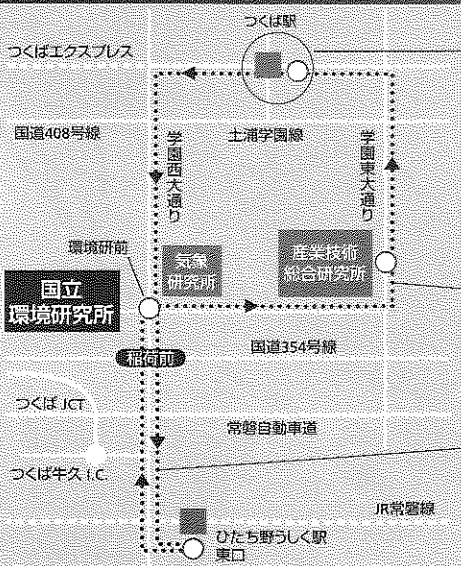 つくば駅
つくばエクスプレス
国道408号線
土浦学園線
学園西大通り
学園東大通り
環境研前
気象
研究所
産業技術
総合研究所
国立
環境研究所
国道354号線
稲荷前
つくば JCT
常磐自動車道
つくば牛久 I.C.
JR常磐線
ひたち野うしく駅
東口